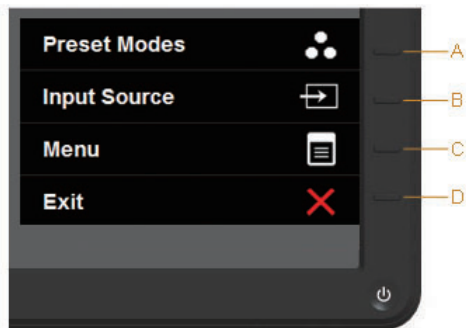 Preset Modes
A
Input Source
B
Menu
C
Exit
D